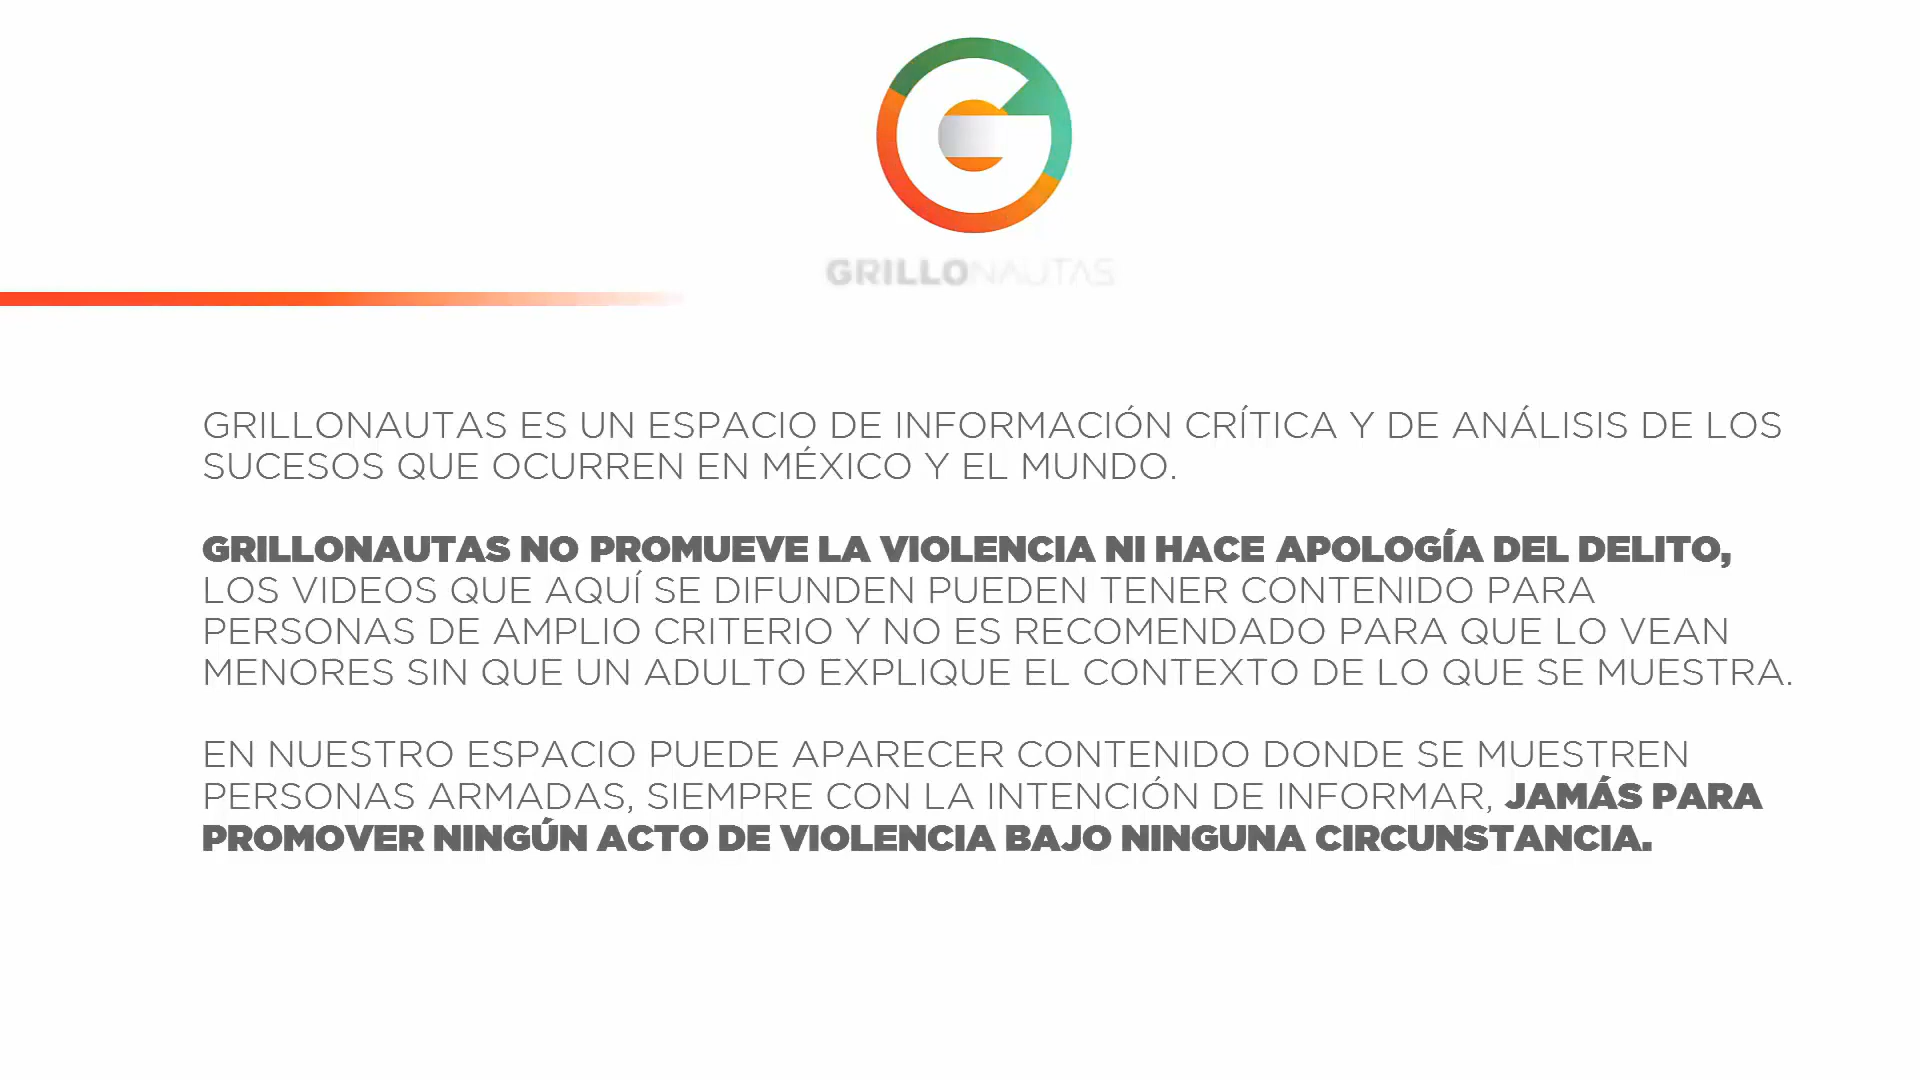 GRILLONAUTAS
GRILLONAUTAS ES UN ESPACIO DE INFORMACIÓN CRÍTICA Y DE ANÁLISIS DE LOS
SUCESOS QUE OCURREN EN MÉXICO Y EL MUNDO.
GRILLONAUTAS NO PROMUEVE LA VIOLENCIA NI HACE APOLOGÍA DEL DELITO,
LOS VIDEOS QUE AQUÍ SE DIFUNDEN PUEDEN TENER CONTENIDO PARA
PERSONAS DE AMPLIO CRITERIO Y NO ES RECOMENDADO PARA QUE LO VEAN
MENORES SIN QUE UN ADULTO EXPLIQUE EL CONTEXTO DE LO QUE SE MUESTRA.
EN NUESTRO ESPACIO PUEDE APARECER CONTENIDO DONDE SE MUESTREN
PERSONAS ARMADAS, SIEMPRE CON LA INTENCIÓN DE INFORMAR, JAMÁS PARA
PROMOVER NINGÚN ACTO DE VIOLENCIA BAJO NINGUNA CIRCUNSTANCIA.